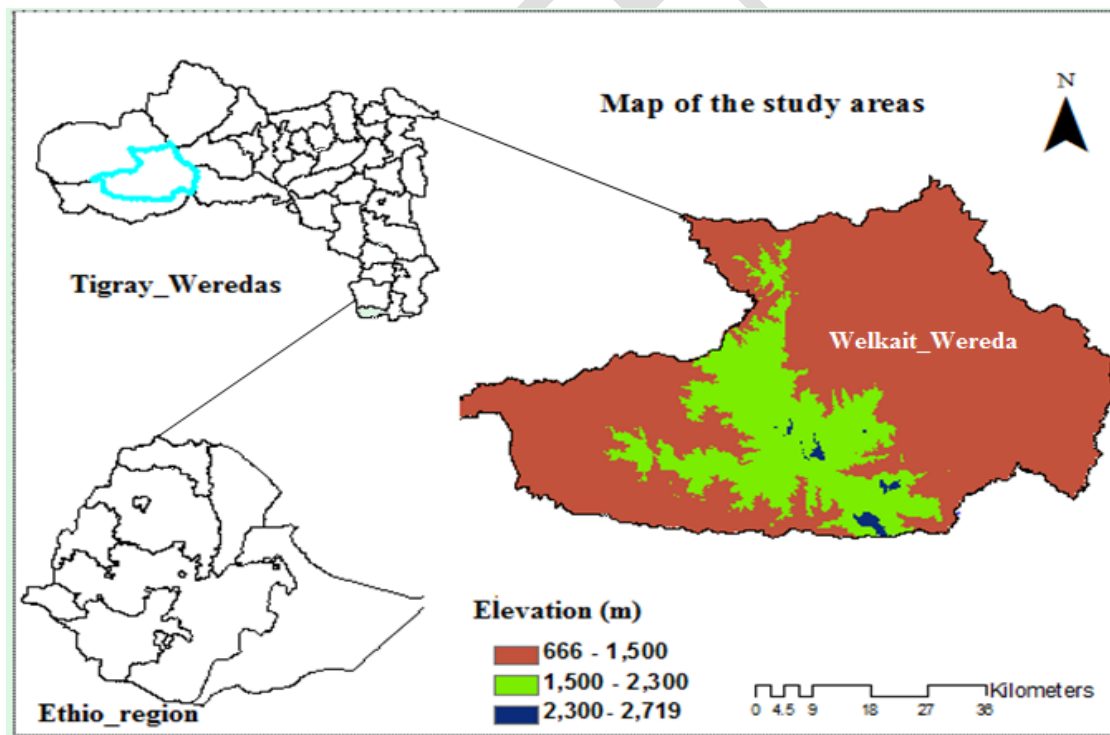 Map of the study areas
N
Tigray_Weredas
Welkait_Wereda
Ethio_region
Elevation (m)
666 - 1,500
1,500 - 2,300
2,300 - 2,719
Kilometers
0 4.5 9 18 27 36